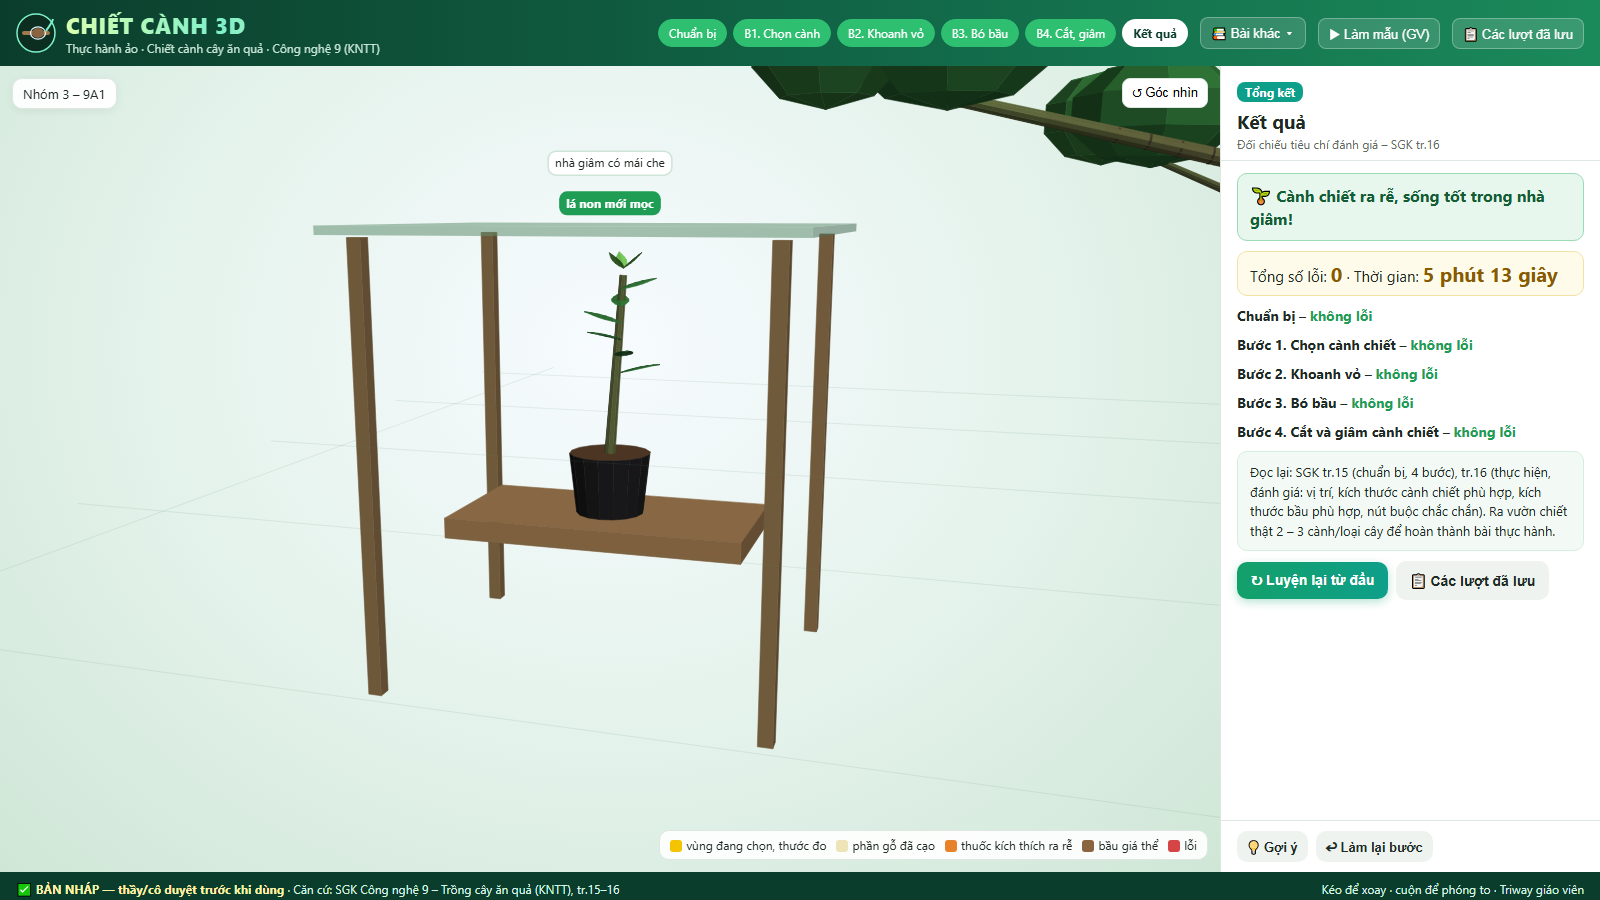 CHIẾT CÀNH 3D
Thực hành ảo · Chiết cành cây ăn quả · Công nghệ 9 (KNTT)
Chuẩn bị
B1. Chọn cành
B2. Khoanh vỏ
B3. Bó bầu
B4. Cắt, giâm
Kết quả
Bài khác
Làm mẫu (GV)
Các lượt đã lưu
Nhóm 3 – 9A1
Góc nhìn
nhà giâm có mái che
lá non mới mọc
vùng đang chọn, thước đo
phần gỗ đã cạo
thuốc kích thích ra rễ
bầu giá thể
lỗi
Tổng kết
Kết quả
Đối chiếu tiêu chí đánh giá – SGK tr.16
Cành chiết ra rễ, sống tốt trong nhà
giâm!
Tổng số lỗi: 0 · Thời gian: 5 phút 13 giây
Chuẩn bị – không lỗi
Bước 1. Chọn cành chiết – không lỗi
Bước 2. Khoanh vỏ – không lỗi
Bước 3. Bó bầu – không lỗi
Bước 4. Cắt và giâm cành chiết – không lỗi
Đọc lại: SGK tr.15 (chuẩn bị, 4 bước), tr.16 (thực hiện,
đánh giá: vị trí, kích thước cành chiết phù hợp, kích
thước bầu phù hợp, nút buộc chắc chắn). Ra vườn chiết
thật 2 – 3 cành/loại cây để hoàn thành bài thực hành.
Luyện lại từ đầu
Các lượt đã lưu
Gợi ý
Làm lại bước
BẢN NHÁP — thầy/cô duyệt trước khi dùng · Căn cứ: SGK Công nghệ 9 – Trồng cây ăn quả (KNTT), tr.15–16
Kéo để xoay · cuộn để phóng to · Triway giáo viên